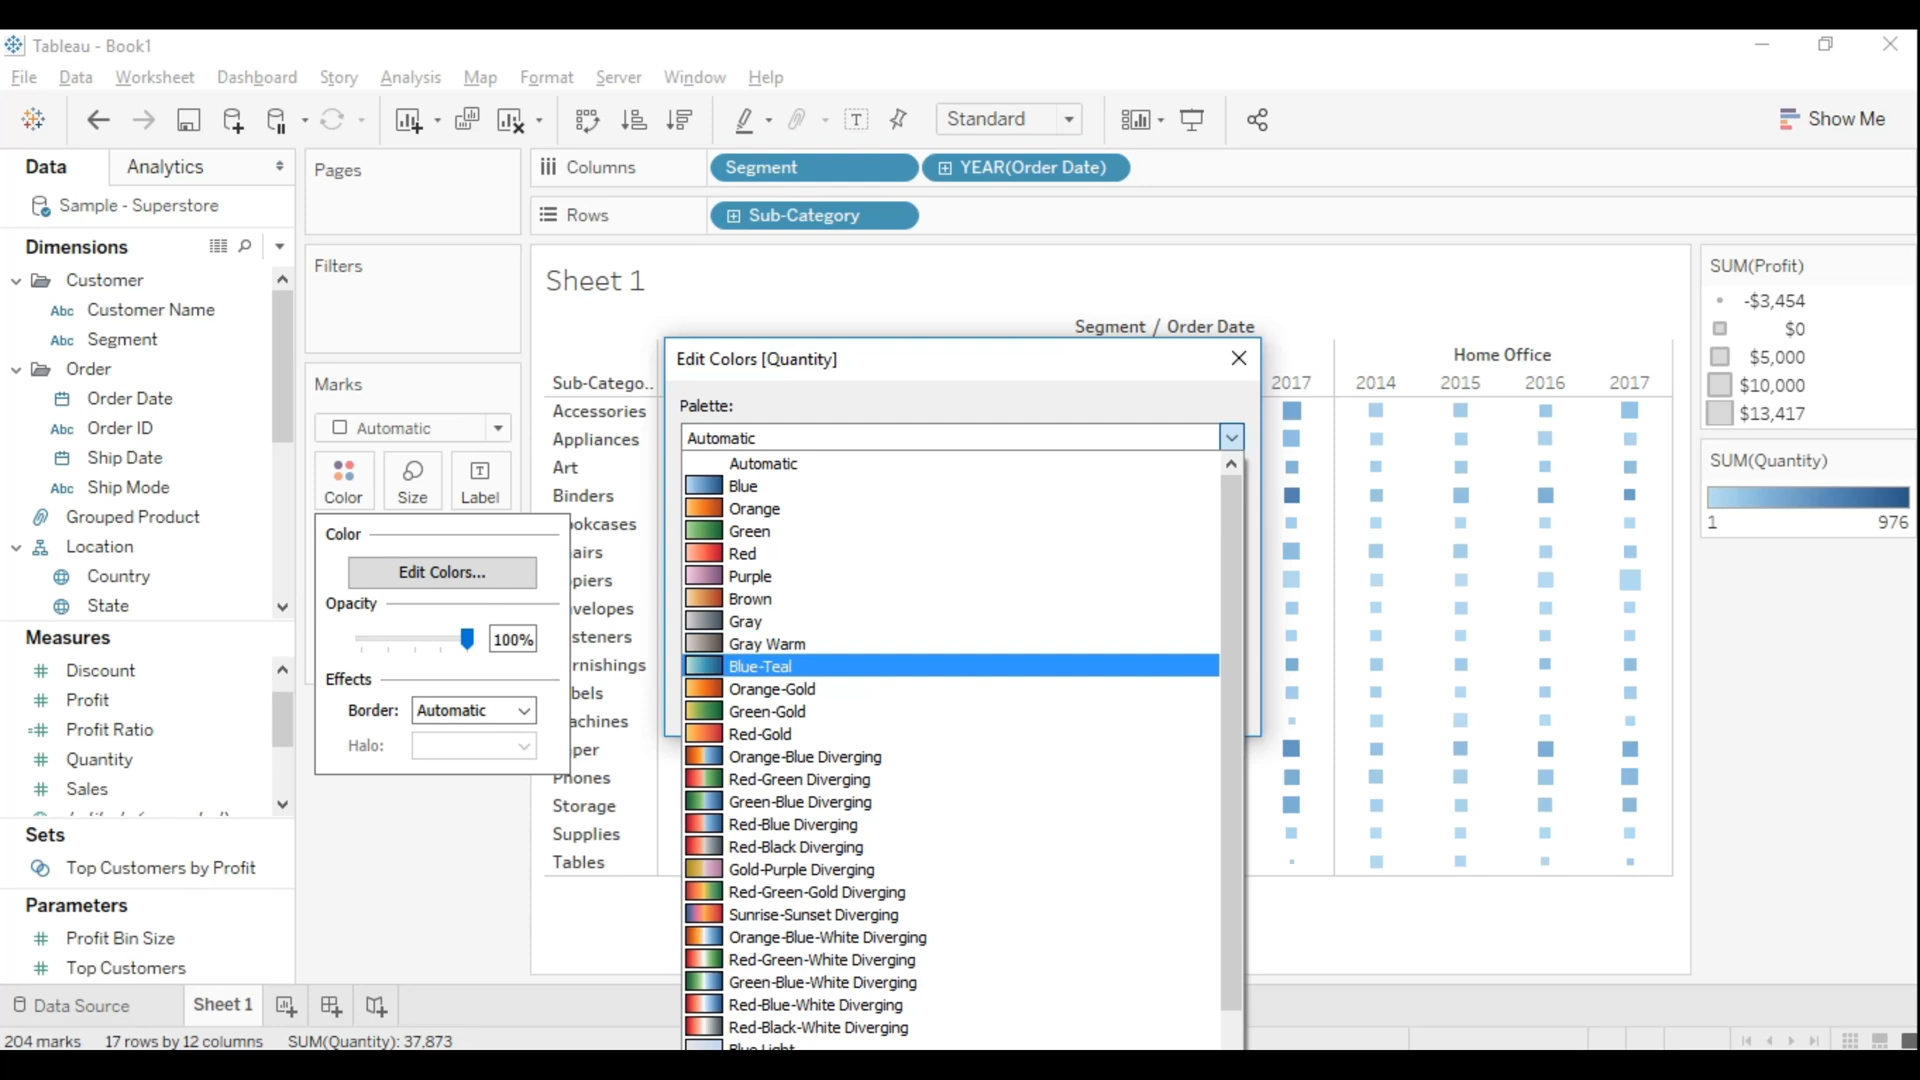 Tableau - Book1
File Data Worksheet Dashboard Story Analysis Map Format Server Window Help
Standard
Show Me
Data
Analytics
Pages
Columns
Segment
YEAR(Order Date)
Sample - Superstore
Rows
Sub-Category
Dimensions
Customer
Customer Name
Segment
Order
Order Date
Order ID
Ship Date
Ship Mode
Grouped Product
Location
Country
State
Measures
Discount
Profit
Profit Ratio
Quantity
Sales
Sets
Top Customers by Profit
Parameters
Profit Bin Size
Top Customers
Filters
Marks
Automatic
Color
Size
Label
Color
Edit Colors...
Opacity
100%
Effects
Border:
Automatic
Halo:
Sheet 1
Segment / Order Date
Home Office
Sub-Catego..
2017 2014 2015 2016 2017
Accessories
Appliances
Art
Binders
ookcases
airs
piers
velopes
steners
rnishings
bels
achines
per
Phones
Storage
Supplies
Tables
Edit Colors [Quantity]
Palette:
Automatic
Automatic
Blue
Orange
Green
Red
Purple
Brown
Gray
Gray Warm
Blue-Teal
Orange-Gold
Green-Gold
Red-Gold
Orange-Blue Diverging
Red-Green Diverging
Green-Blue Diverging
Red-Blue Diverging
Red-Black Diverging
Gold-Purple Diverging
Red-Green-Gold Diverging
Sunrise-Sunset Diverging
Orange-Blue-White Diverging
Red-Green-White Diverging
Green-Blue-White Diverging
Red-Blue-White Diverging
Red-Black-White Diverging
Blue Light
SUM(Profit)
-$3,454
$0
$5,000
$10,000
$13,417
SUM(Quantity)
1 976
Data Source
Sheet 1
204 marks 17 rows by 12 columns SUM(Quantity): 37,873